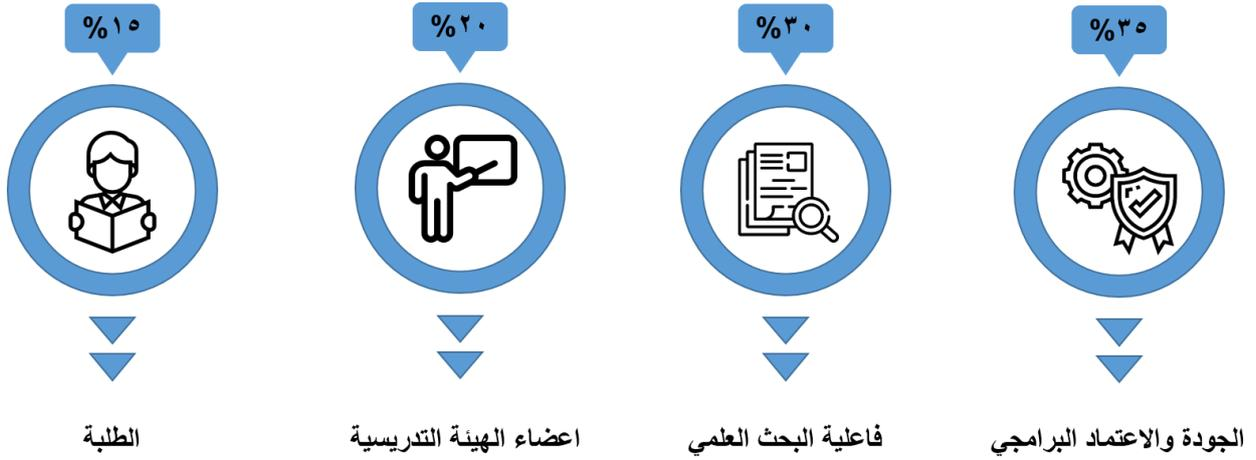 %٣٥
%٣٠
%٢٠
%١٥
الجودة والاعتماد البرامجي
فاعلية البحث العلمي
اعضاء الهيئة التدريسية
الطلبة